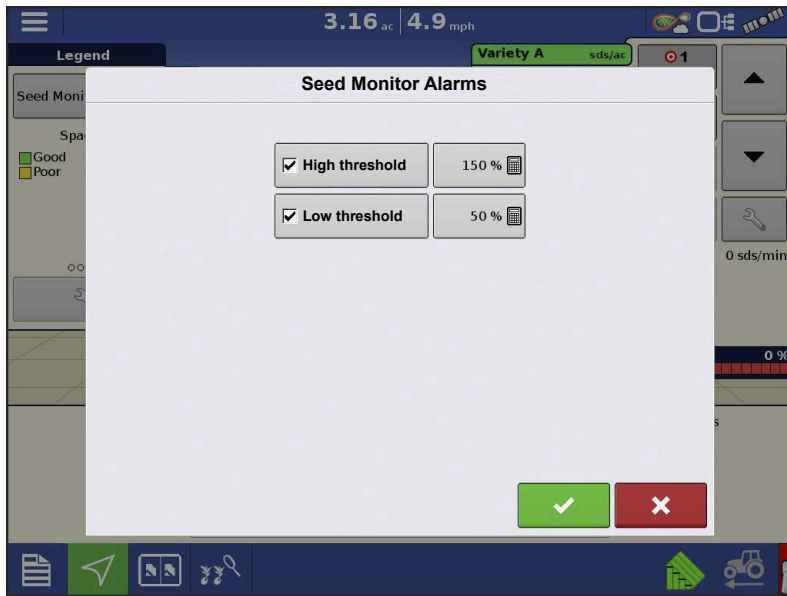 3.16 ac 4.9 mph
Legend
Variety A sds/ac
1
Seed Monitor Alarms
Seed Moni
Spa
Good
Poor
High threshold 150 %
Low threshold 50 %
0 sds/min
0 %
s